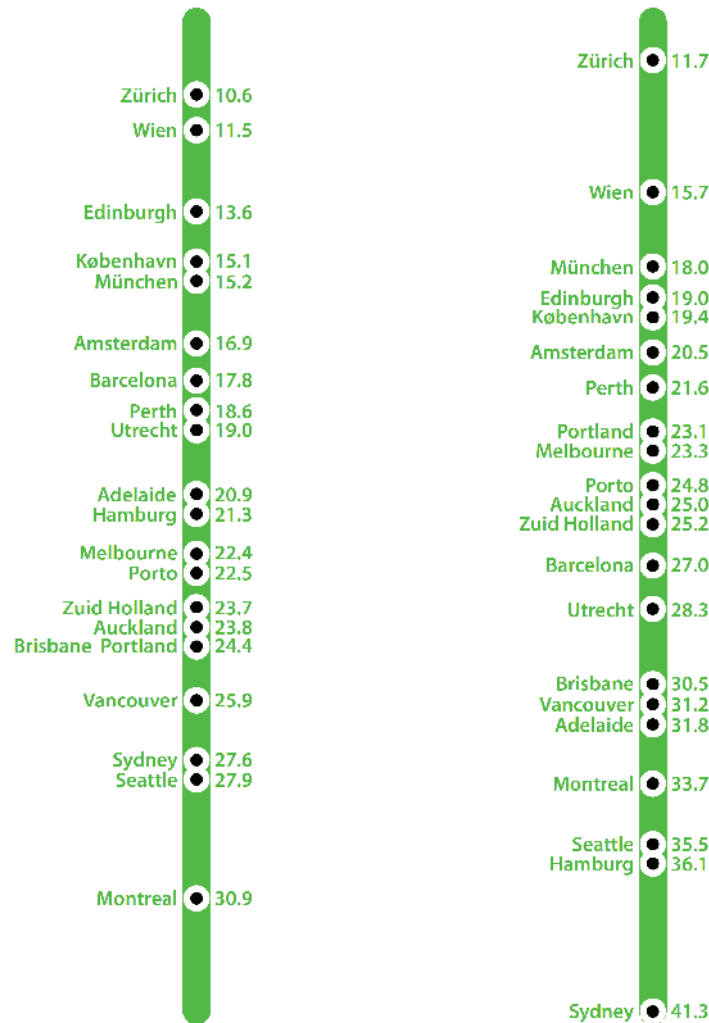 Zürich 10.6
Wien 11.5
Edinburgh 13.6
København 15.1
München 15.2
Amsterdam 16.9
Barcelona 17.8
Perth 18.6
Utrecht 19.0
Adelaide 20.9
Hamburg 21.3
Melbourne 22.4
Porto 22.5
Zuid Holland 23.7
Auckland 23.8
Brisbane Portland 24.4
Vancouver 25.9
Sydney 27.6
Seattle 27.9
Montreal 30.9
Zürich 11.7
Wien 15.7
München 18.0
Edinburgh 19.0
København 19.4
Amsterdam 20.5
Perth 21.6
Portland 23.1
Melbourne 23.3
Porto 24.8
Auckland 25.0
Zuid Holland 25.2
Barcelona 27.0
Utrecht 28.3
Brisbane 30.5
Vancouver 31.2
Adelaide 31.8
Montreal 33.7
Seattle 35.5
Hamburg 36.1
Sydney 41.3